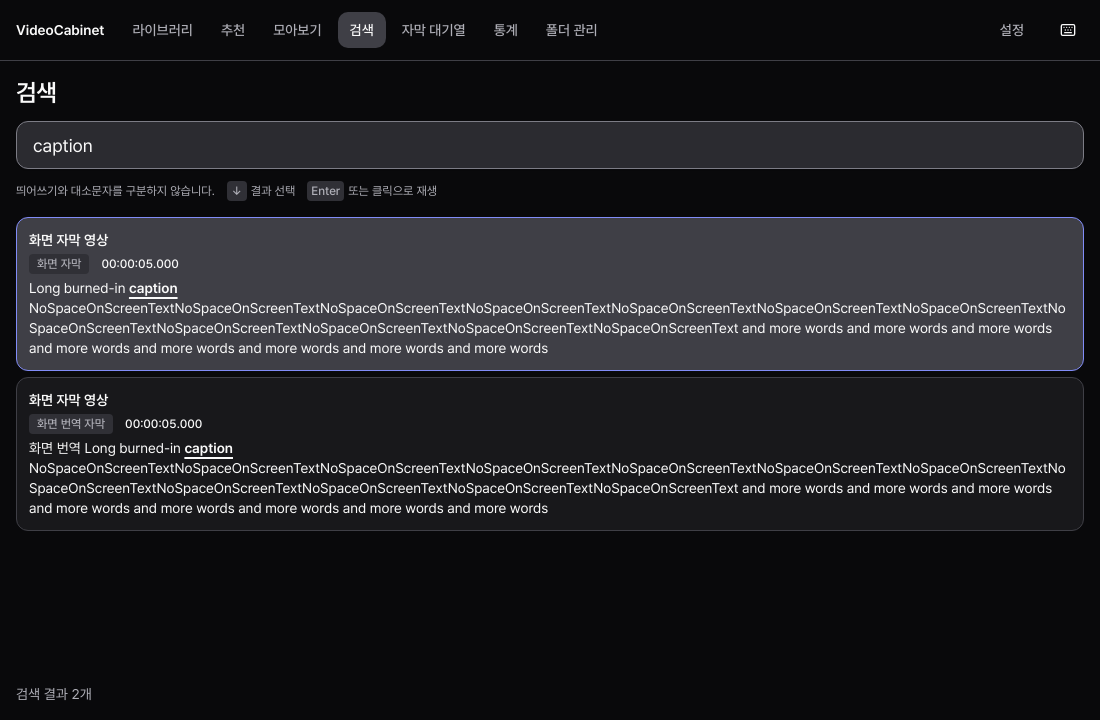 VideoCabinet 라이브러리 추천 모아보기 검색 자막 대기열 통계 폴더 관리 설정
검색
caption
띄어쓰기와 대소문자를 구분하지 않습니다. ↓ 결과 선택 Enter 또는 클릭으로 재생
화면 자막 영상
화면 자막 00:00:05.000
Long burned-in caption
NoSpaceOnScreenTextNoSpaceOnScreenTextNoSpaceOnScreenTextNoSpaceOnScreenTextNoSpaceOnScreenTextNoSpaceOnScreenTextNoSpaceOnScreenTextNo
SpaceOnScreenTextNoSpaceOnScreenTextNoSpaceOnScreenTextNoSpaceOnScreenTextNoSpaceOnScreenText and more words and more words and more words
and more words and more words and more words and more words and more words
화면 자막 영상
화면 번역 자막 00:00:05.000
화면 번역 Long burned-in caption
NoSpaceOnScreenTextNoSpaceOnScreenTextNoSpaceOnScreenTextNoSpaceOnScreenTextNoSpaceOnScreenTextNoSpaceOnScreenTextNoSpaceOnScreenTextNo
SpaceOnScreenTextNoSpaceOnScreenTextNoSpaceOnScreenTextNoSpaceOnScreenTextNoSpaceOnScreenText and more words and more words and more words
and more words and more words and more words and more words and more words
검색 결과 2개